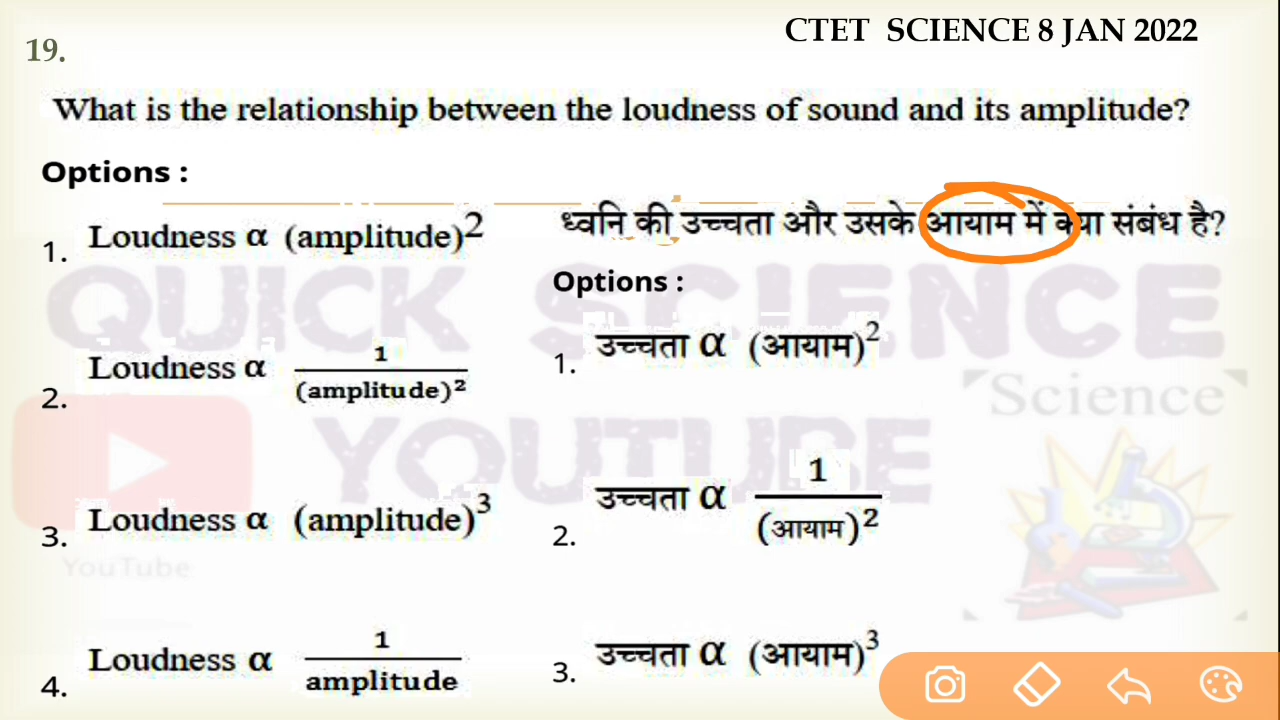 CTET SCIENCE 8 JAN 2022
19.
What is the relationship between the loudness of sound and its amplitude?
Options :
1. Loudness α (amplitude)²
2. Loudness α 1/(amplitude)²
3. Loudness α (amplitude)³
4. Loudness α 1/amplitude
ध्वनि की उच्चता और उसके आयाम में क्या संबंध है?
Options :
1. उच्चता α (आयाम)²
2. उच्चता α 1/(आयाम)²
3. उच्चता α (आयाम)³
QUICK SCIENCE
YOUTUBE
Science
YouTube